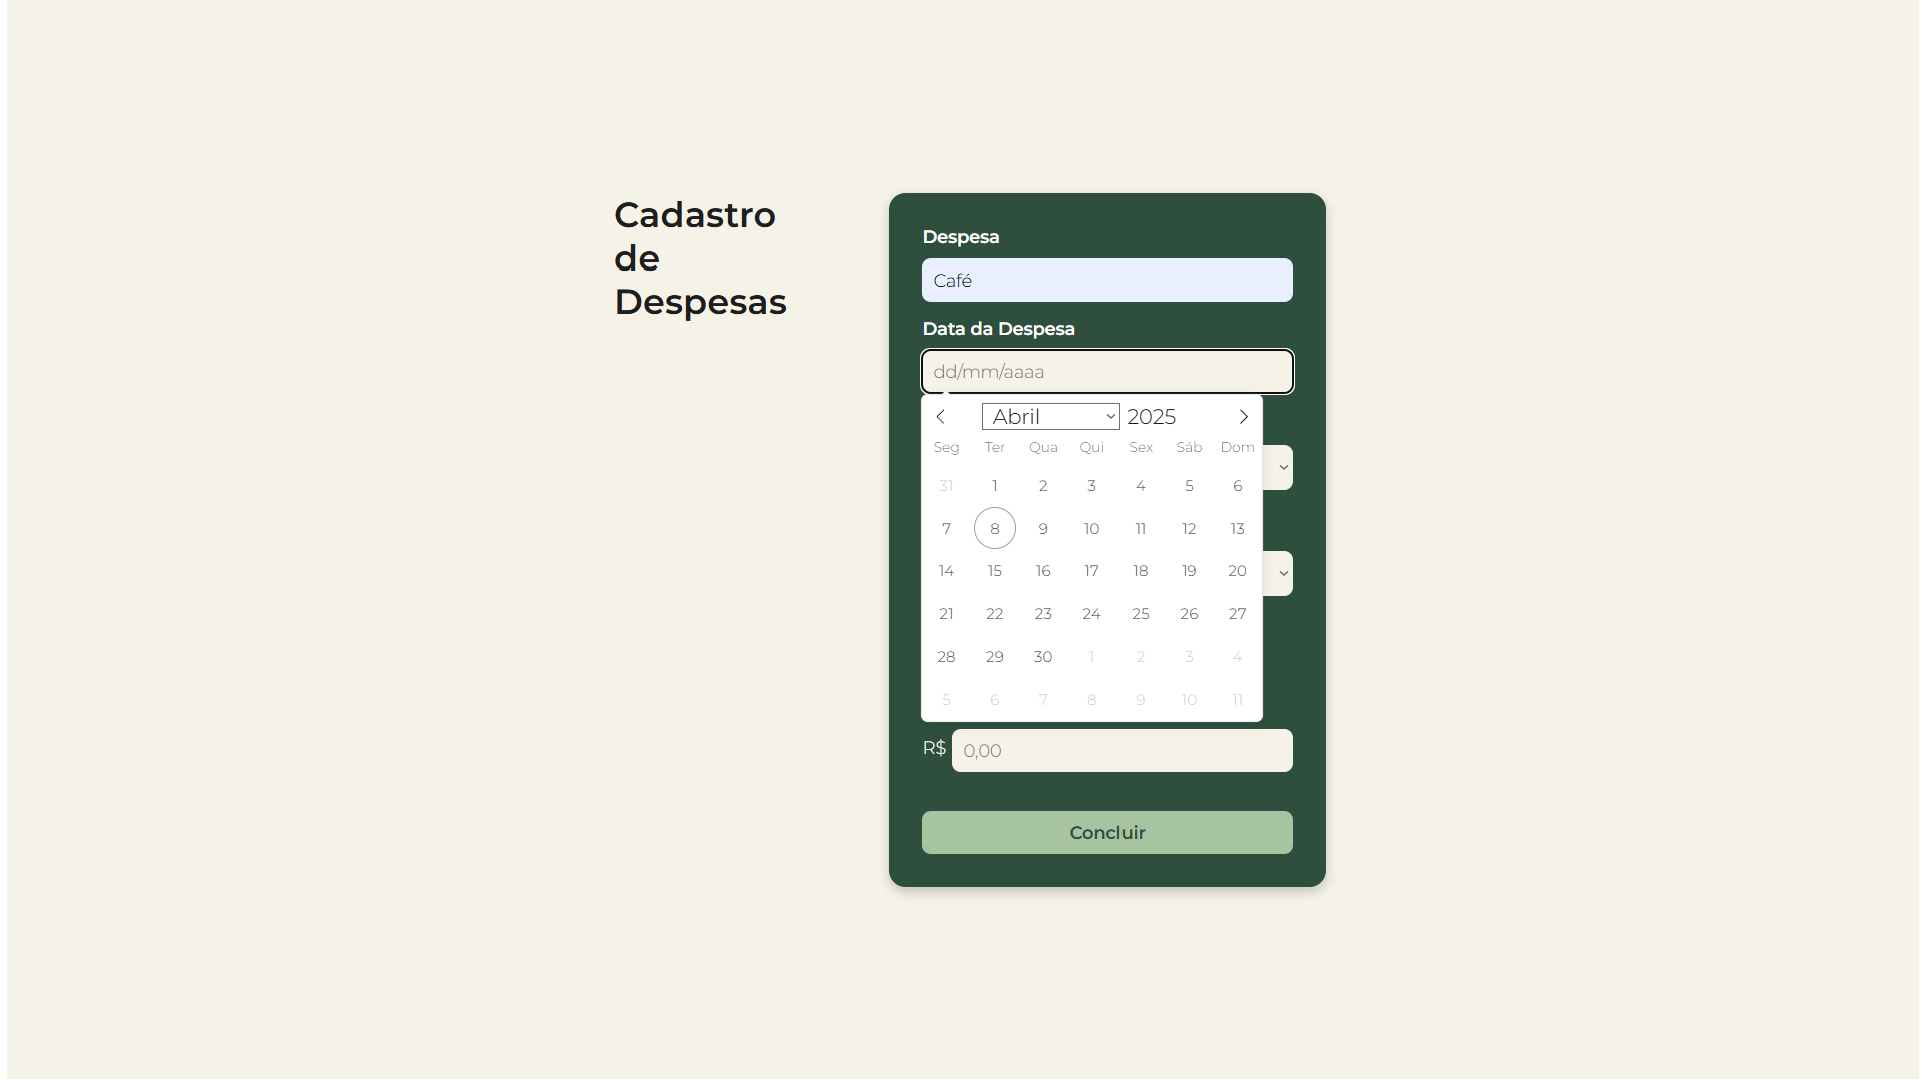 Cadastro
de
Despesas
Despesa
Café
Data da Despesa
dd/mm/aaaa
Abril 2025
Seg Ter Qua Qui Sex Sáb Dom
31 1 2 3 4 5 6
7 8 9 10 11 12 13
14 15 16 17 18 19 20
21 22 23 24 25 26 27
28 29 30 1 2 3 4
5 6 7 8 9 10 11
R$ 0,00
Concluir